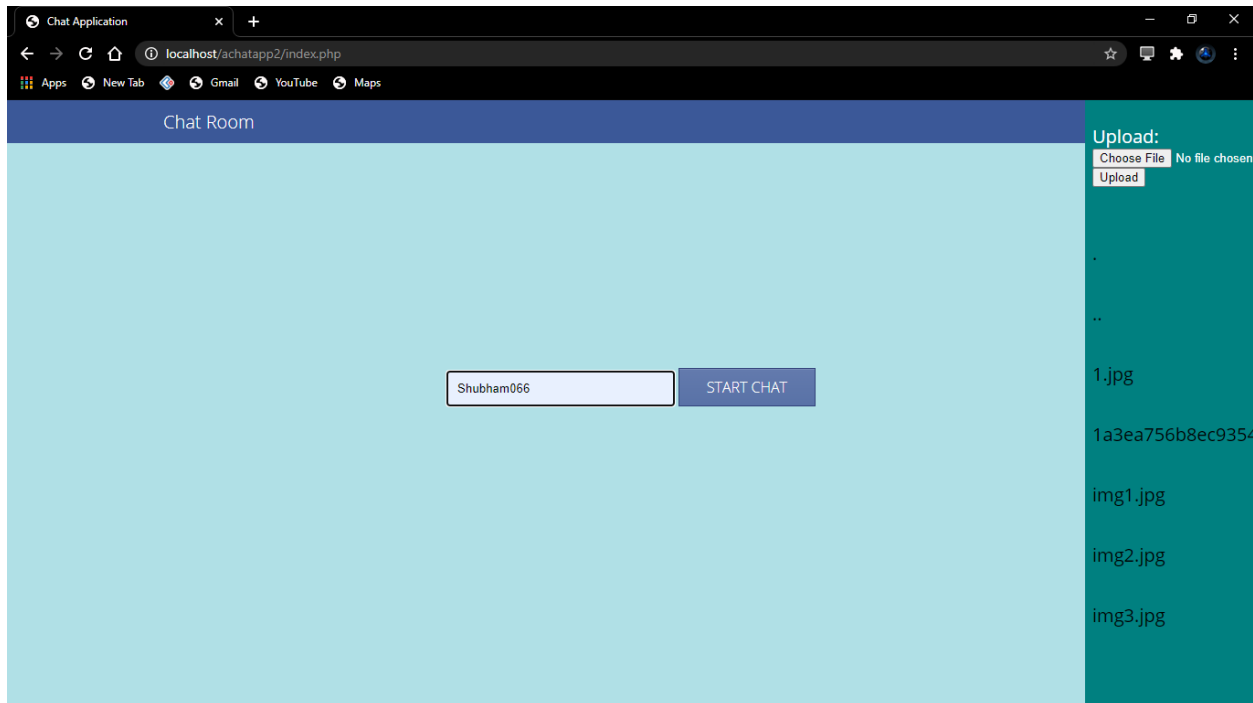 Chat Application
localhost/achatapp2/index.php
Apps New Tab Gmail YouTube Maps
Chat Room
Upload:
Choose File No file chosen
Upload
.
..
1.jpg
1a3ea756b8ec9354
img1.jpg
img2.jpg
img3.jpg
Shubham066 START CHAT